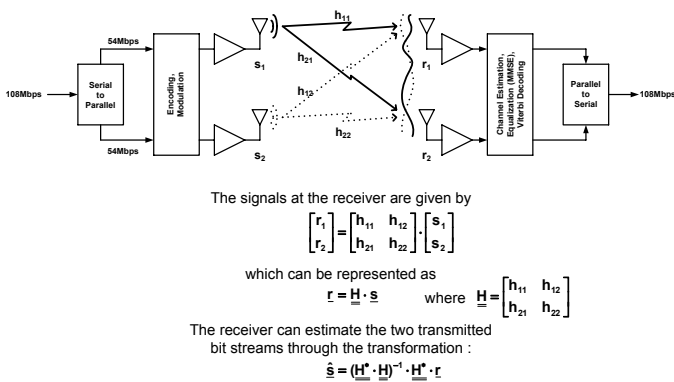 108Mbps
Serial
to
Parallel
54Mbps
54Mbps
Encoding,
Modulation
s₁
s₂
h₁₁
h₂₁
h₁₂
h₂₂
r₁
r₂
Channel Estimation,
Equalization (MMSE),
Viterbi Decoding
Parallel
to
Serial
108Mbps
The signals at the receiver are given by
[r₁ r₂] = [h₁₁ h₁₂ h₂₁ h₂₂] · [s₁ s₂]
which can be represented as
r = H · s where H = [h₁₁ h₁₂ h₂₁ h₂₂]
The receiver can estimate the two transmitted
bit streams through the transformation :
ŝ = (H* · H)⁻¹ · H* · r